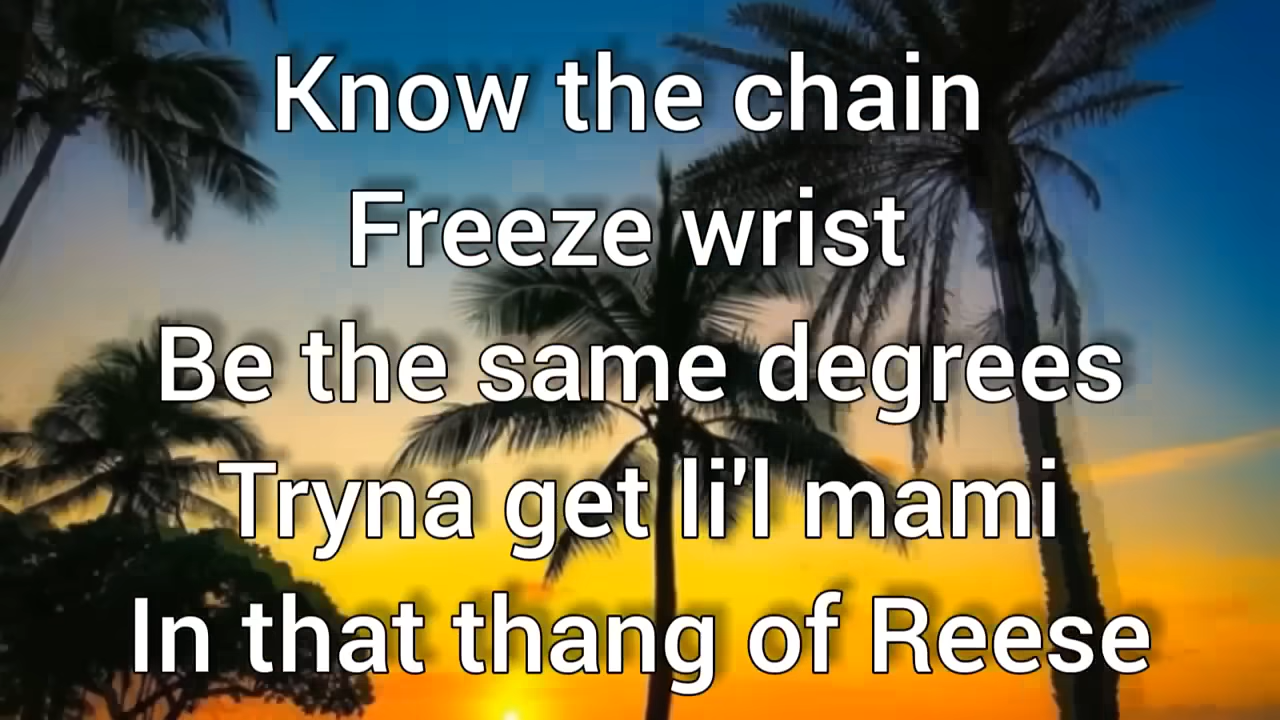 Know the chain
Freeze wrist
Be the same degrees
Tryna get li'l mami
In that thang of Reese